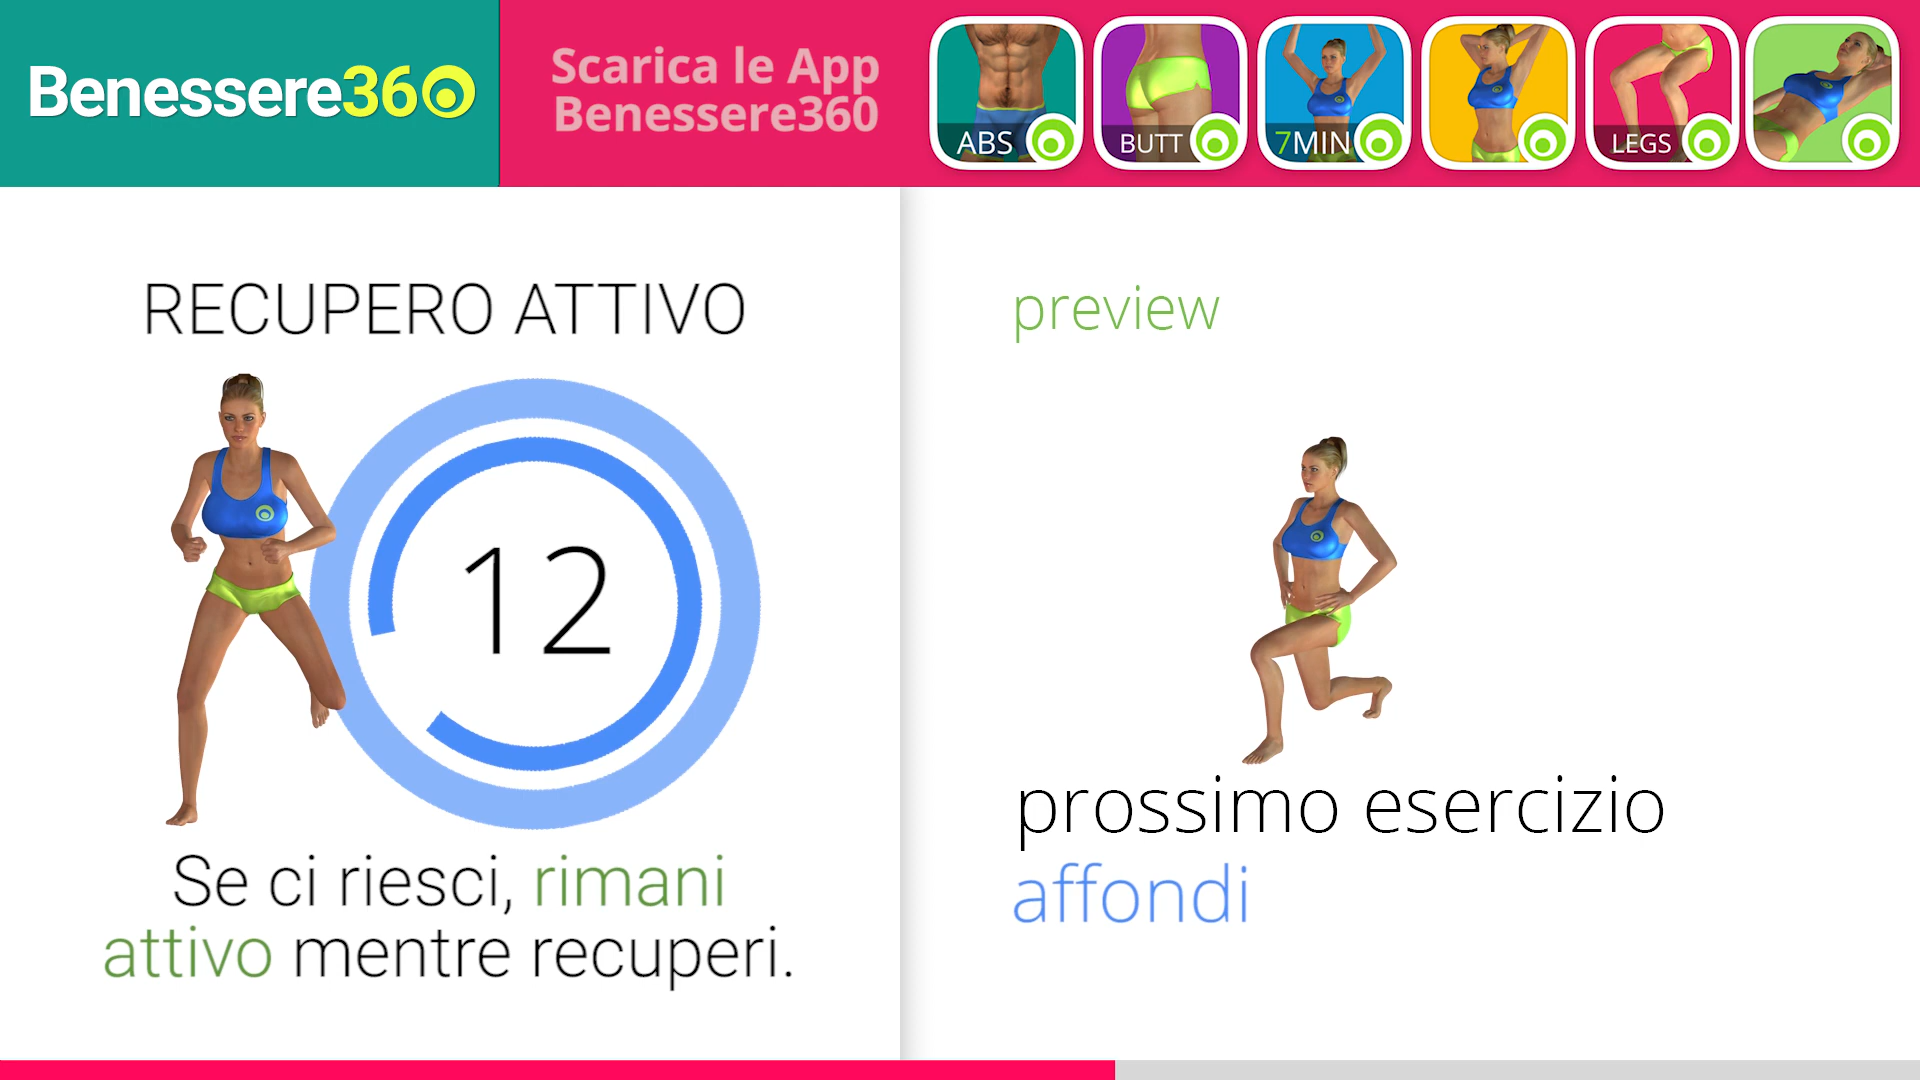 Benessere360
Scarica le App
Benessere360
ABS
BUTT
7MIN
LEGS
RECUPERO ATTIVO
12
Se ci riesci, rimani
attivo mentre recuperi.
preview
prossimo esercizio
affondi